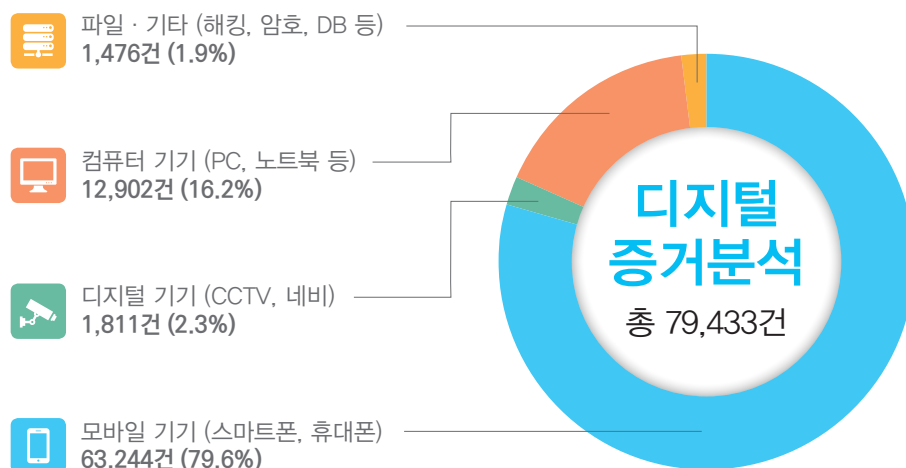 파일 · 기타 (해킹, 암호, DB 등)
1,476건 (1.9%)
컴퓨터 기기 (PC, 노트북 등)
12,902건 (16.2%)
디지털 기기 (CCTV, 네비)
1,811건 (2.3%)
모바일 기기 (스마트폰, 휴대폰)
63,244건 (79.6%)
디지털
증거분석
총 79,433건